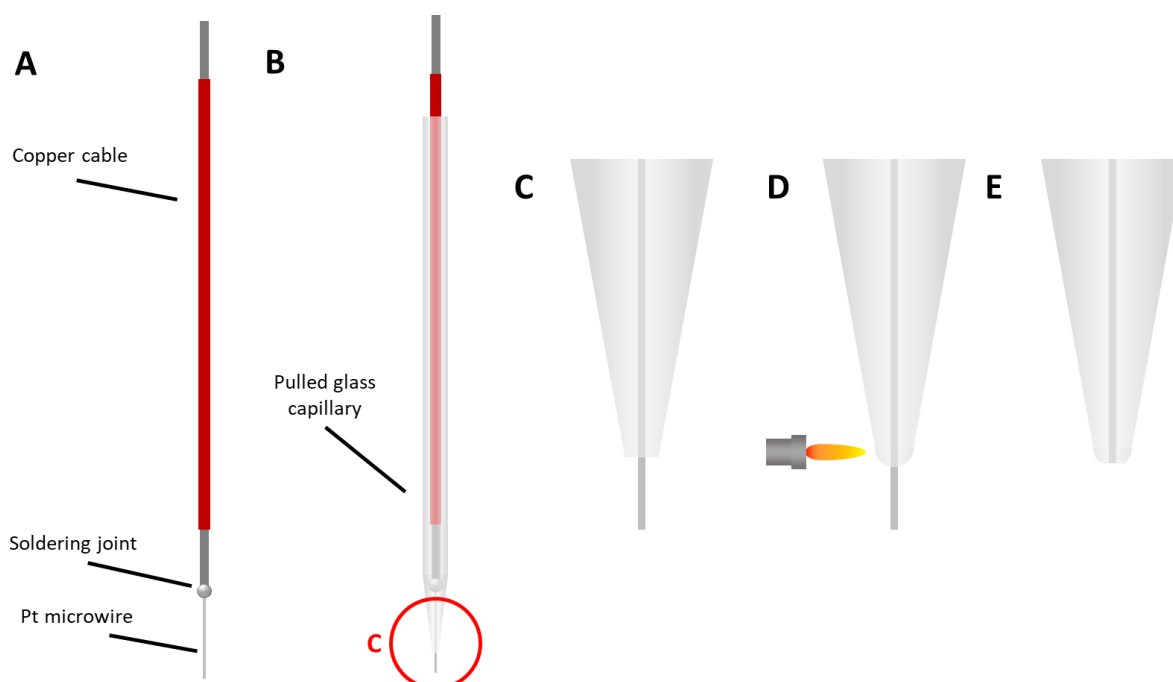 A
B
Copper cable
C
D
E
Pulled glass
capillary
Soldering joint
Pt microwire
C